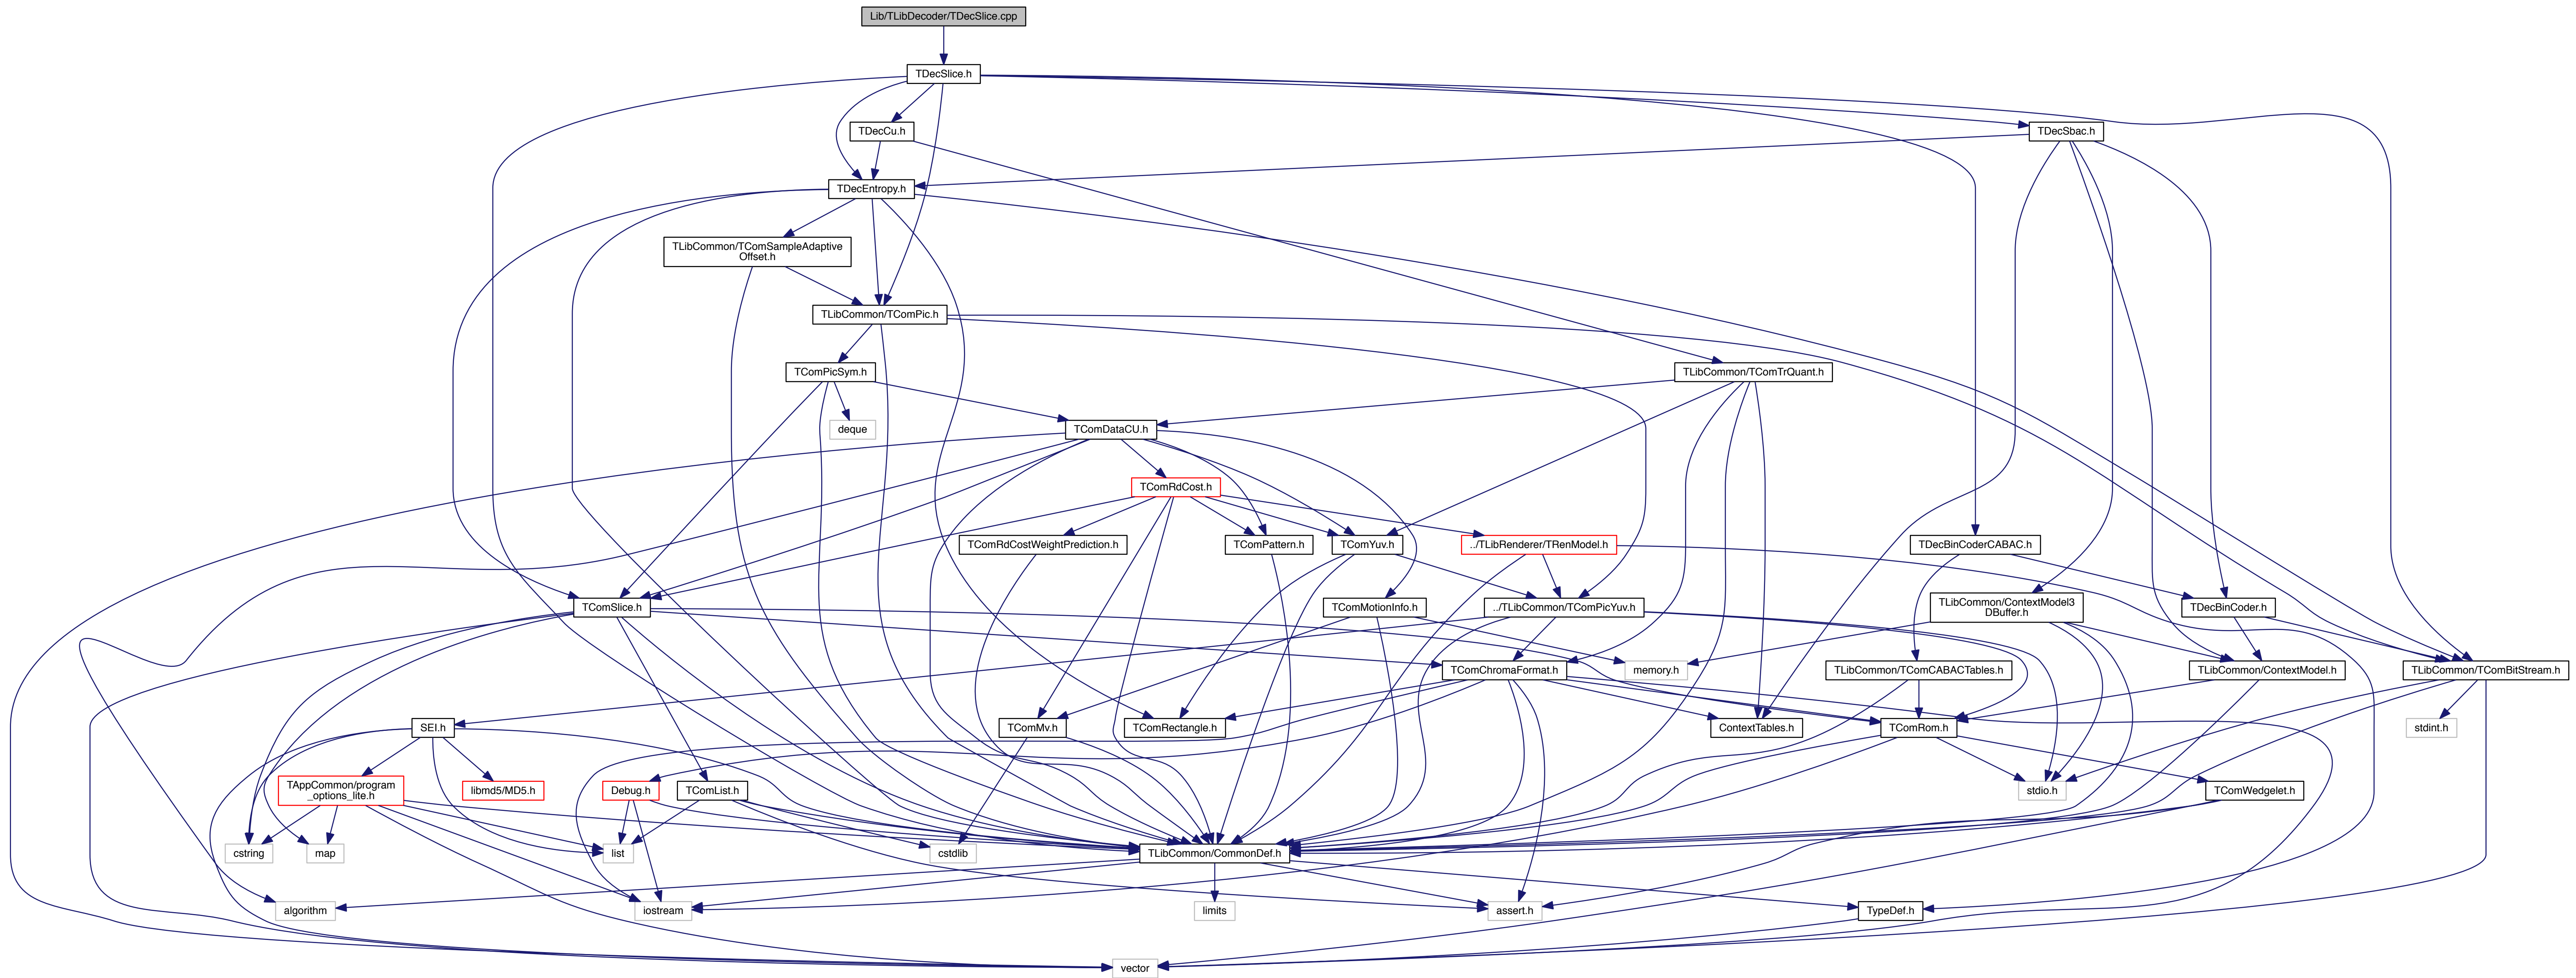 Lib/TLibDecoder/TDecSlice.cpp
TDecSlice.h
TDecCu.h
TDecSbac.h
TDecEntropy.h
TLibCommon/TComSampleAdaptive
Offset.h
TLibCommon/TComPic.h
TComPicSym.h
TLibCommon/TComTrQuant.h
deque
TComDataCU.h
TComRdCost.h
TComRdCostWeightPrediction.h
TComPattern.h
TComYuv.h
../TLibRenderer/TRenModel.h
TDecBinCoderCABAC.h
TComSlice.h
TComMotionInfo.h
../TLibCommon/TComPicYuv.h
TLibCommon/ContextModel3
DBuffer.h
TDecBinCoder.h
TComChromaFormat.h
memory.h
TLibCommon/TComCABACTables.h
TLibCommon/ContextModel.h
TLibCommon/TComBitStream.h
SEI.h
TComMv.h
TComRectangle.h
ContextTables.h
TComRom.h
stdint.h
TAppCommon/program
_options_lite.h
libmd5/MD5.h
Debug.h
TComList.h
stdio.h
TComWedgelet.h
cstring
map
list
cstdlib
TLibCommon/CommonDef.h
algorithm
iostream
limits
assert.h
TypeDef.h
vector